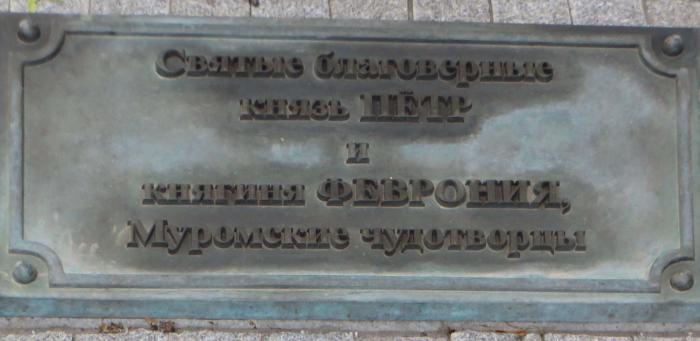 Святые благоверные
князь ПЁТР
и
княгиня ФЕВРОНИЯ,
Муромские чудотворцы